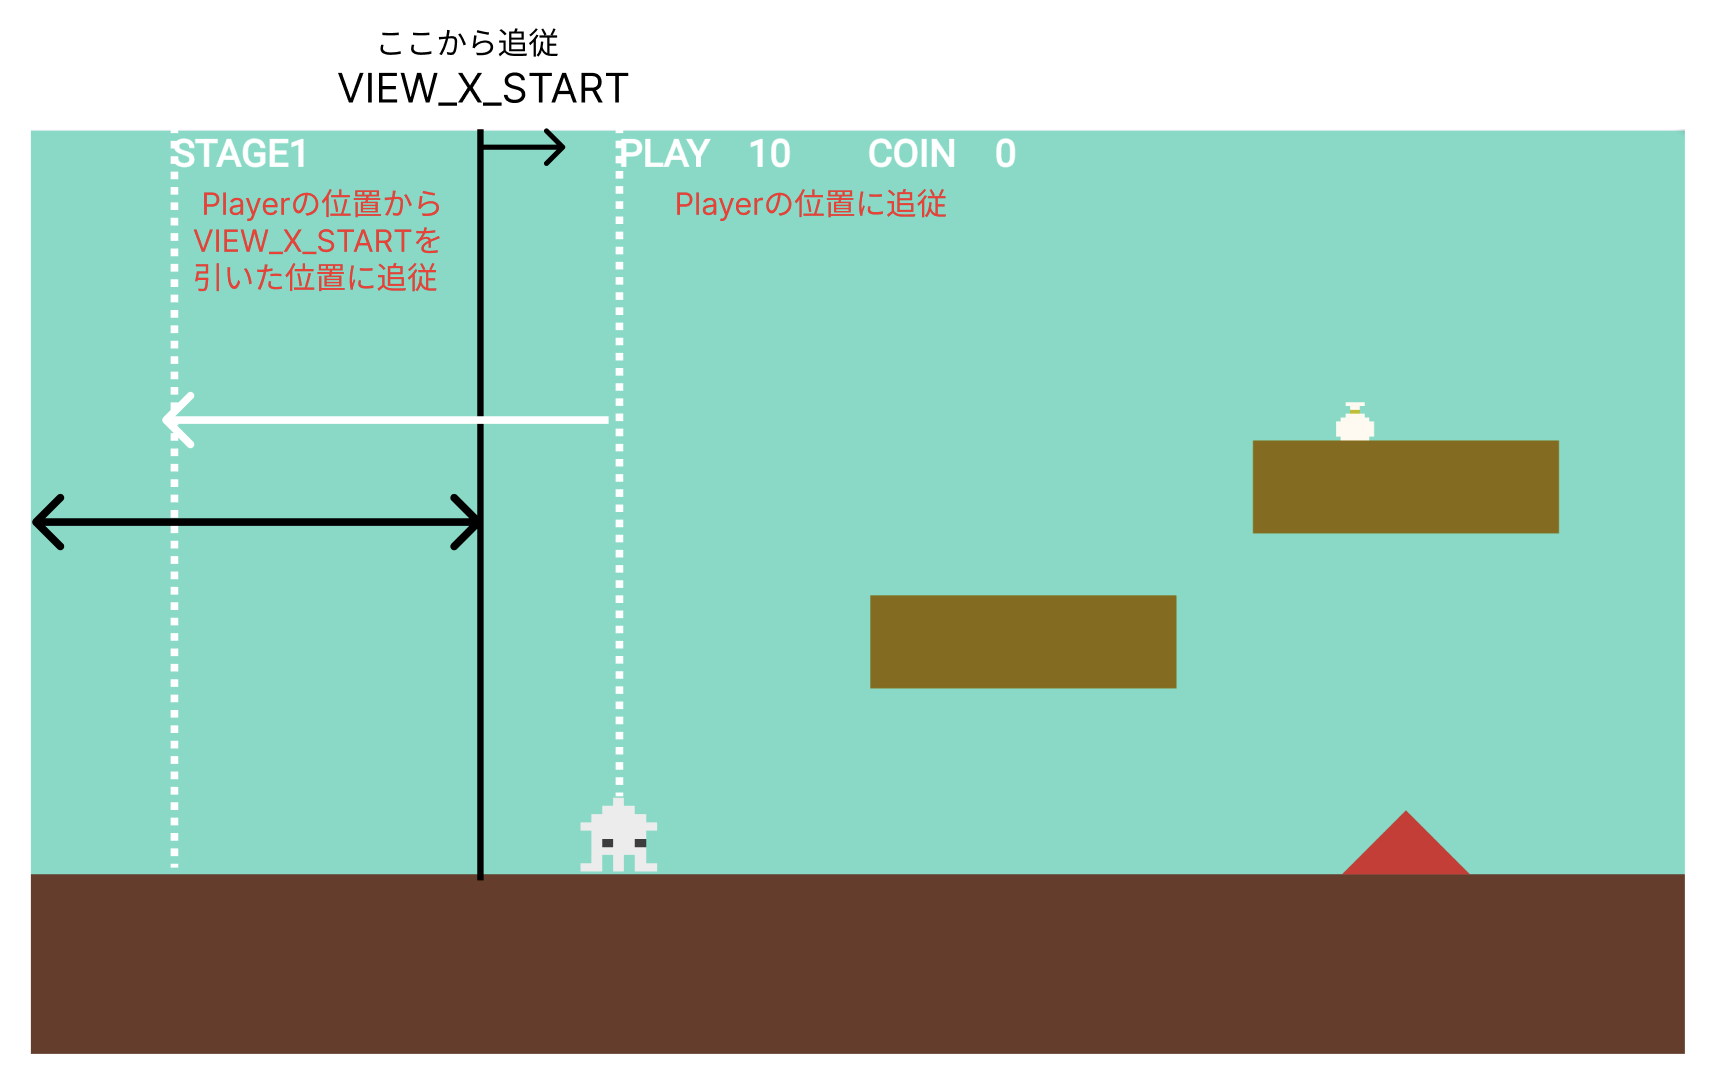 ここから追従
VIEW_X_START
STAGE1
PLAY 10 COIN 0
Playerの位置から
VIEW_X_STARTを
引いた位置に追従
Playerの位置に追従